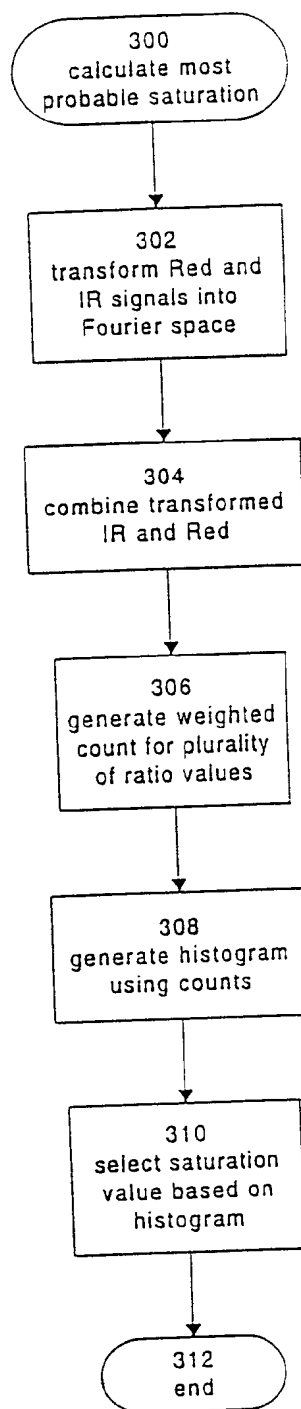 300
calculate most
probable saturation
302
transform Red and
IR signals into
Fourier space
304
combine transformed
IR and Red
306
generate weighted
count for plurality
of ratio values
308
generate histogram
using counts
310
select saturation
value based on
histogram
312
end